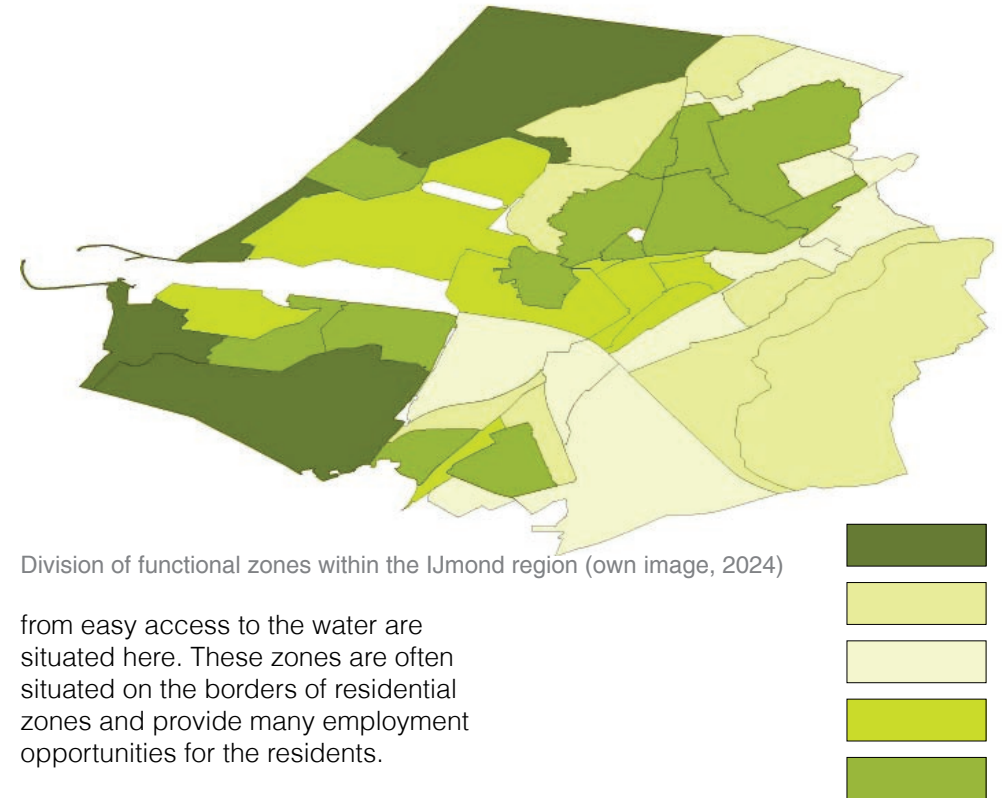 Division of functional zones within the IJmond region (own image, 2024)
from easy access to the water are
situated here. These zones are often
situated on the borders of residential
zones and provide many employment
opportunities for the residents.